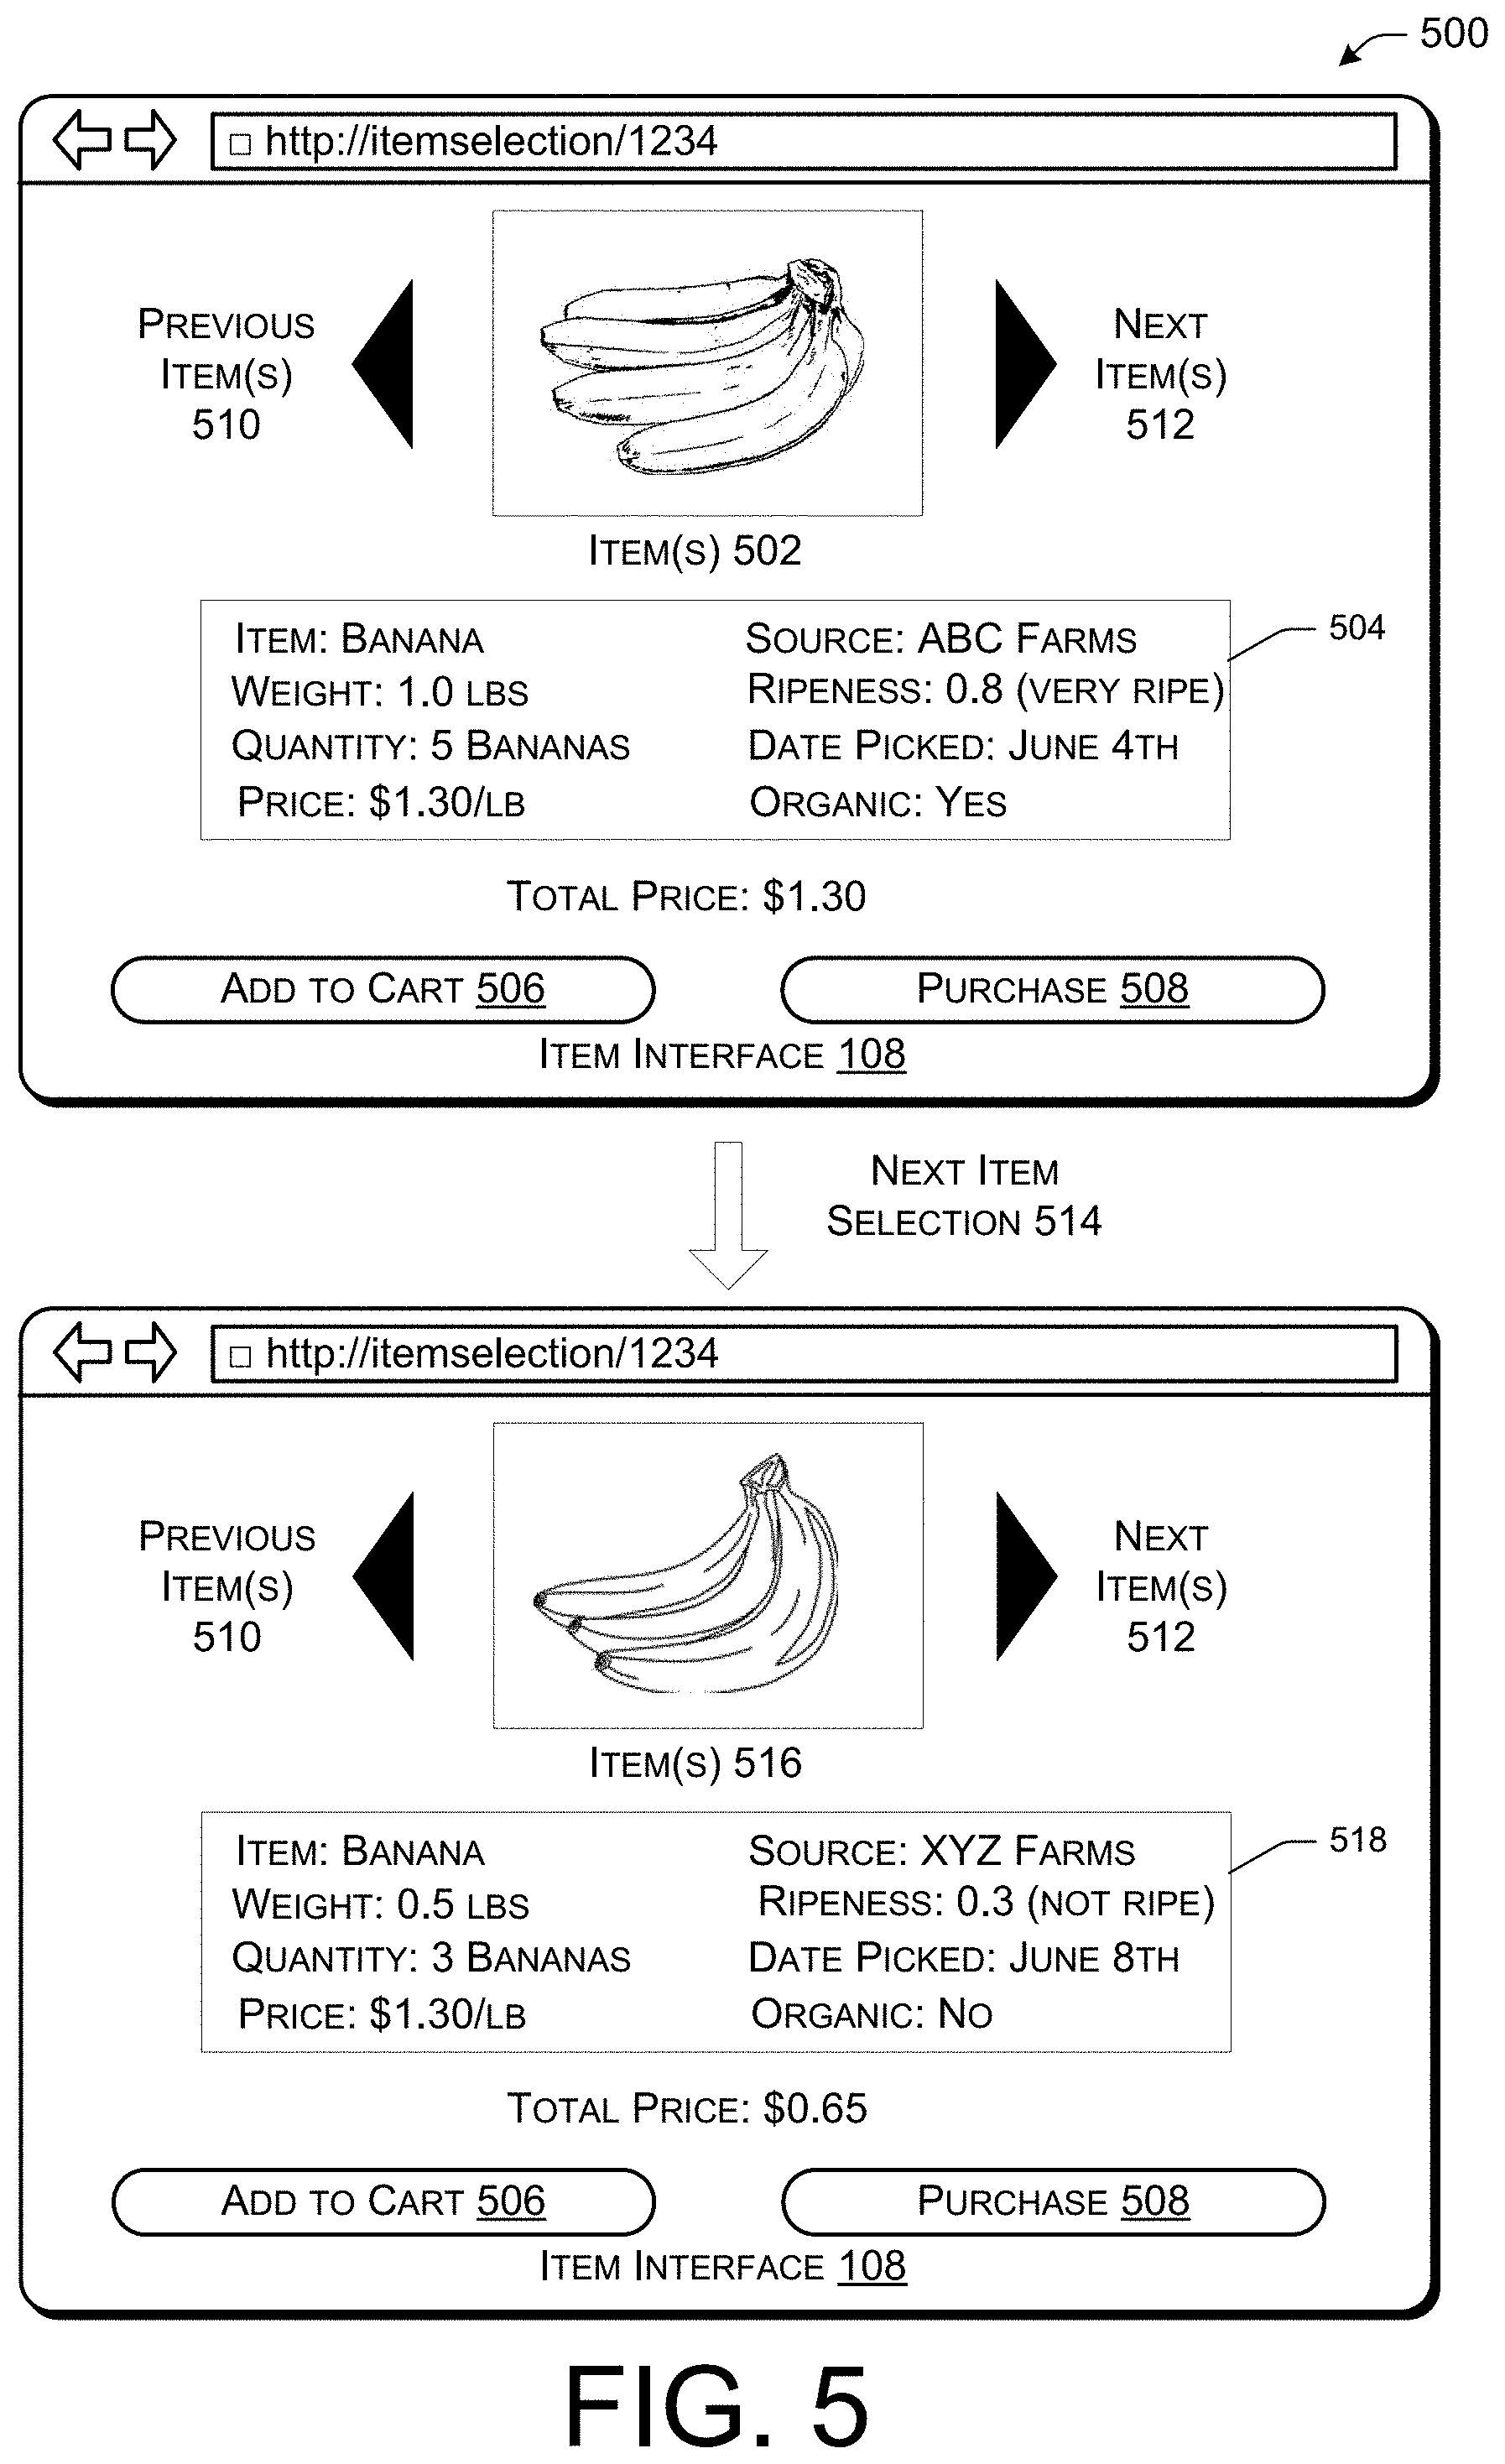 500
http://itemselection/1234
PREVIOUS
ITEM(S)
510
NEXT
ITEM(S)
512
ITEM(S) 502
ITEM: BANANA
WEIGHT: 1.0 LBS
QUANTITY: 5 BANANAS
PRICE: $1.30/LB
SOURCE: ABC FARMS
RIPENESS: 0.8 (VERY RIPE)
DATE PICKED: JUNE 4TH
ORGANIC: YES
504
TOTAL PRICE: $1.30
ADD TO CART 506
PURCHASE 508
ITEM INTERFACE 108
NEXT ITEM
SELECTION 514
http://itemselection/1234
PREVIOUS
ITEM(S)
510
NEXT
ITEM(S)
512
ITEM(S) 516
ITEM: BANANA
WEIGHT: 0.5 LBS
QUANTITY: 3 BANANAS
PRICE: $1.30/LB
SOURCE: XYZ FARMS
RIPENESS: 0.3 (NOT RIPE)
DATE PICKED: JUNE 8TH
ORGANIC: NO
518
TOTAL PRICE: $0.65
ADD TO CART 506
PURCHASE 508
ITEM INTERFACE 108
FIG. 5